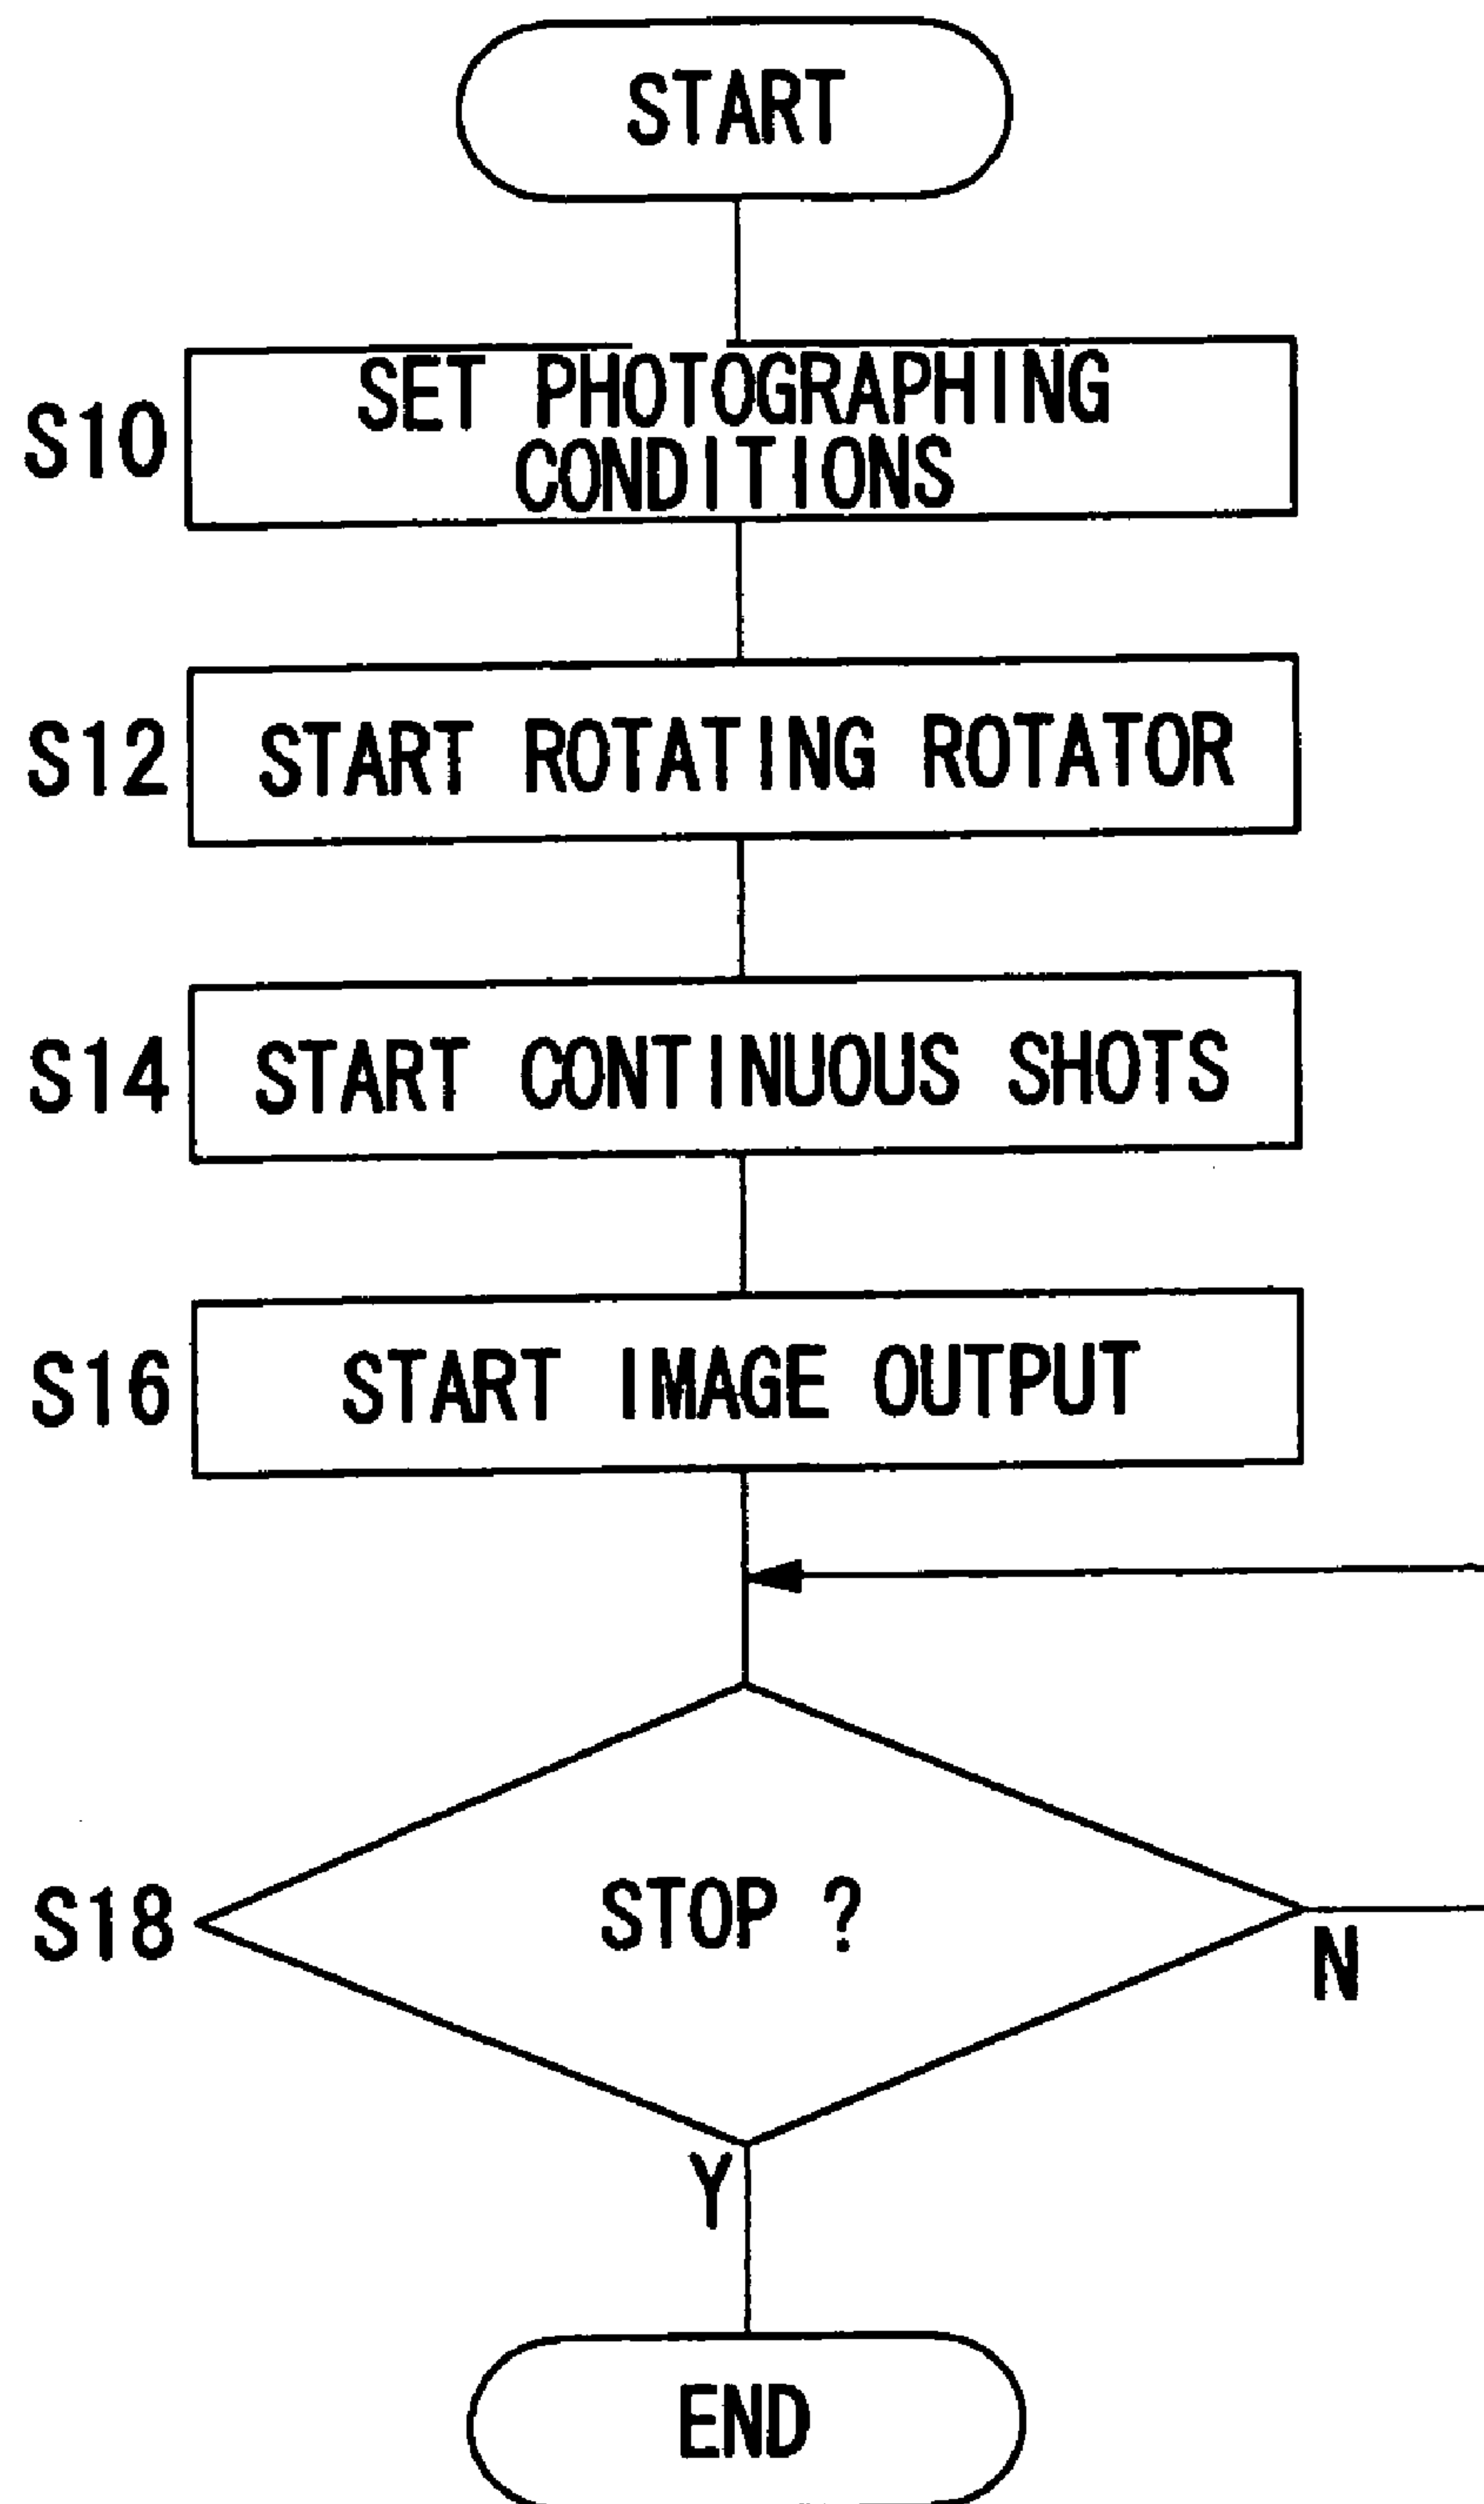 START
S10
SET PHOTOGRAPHING
CONDITIONS
S12
START ROTATING ROTATOR
S14
START CONTINUOUS SHOTS
S16
START IMAGE OUTPUT
S18
STOP ?
N
Y
END